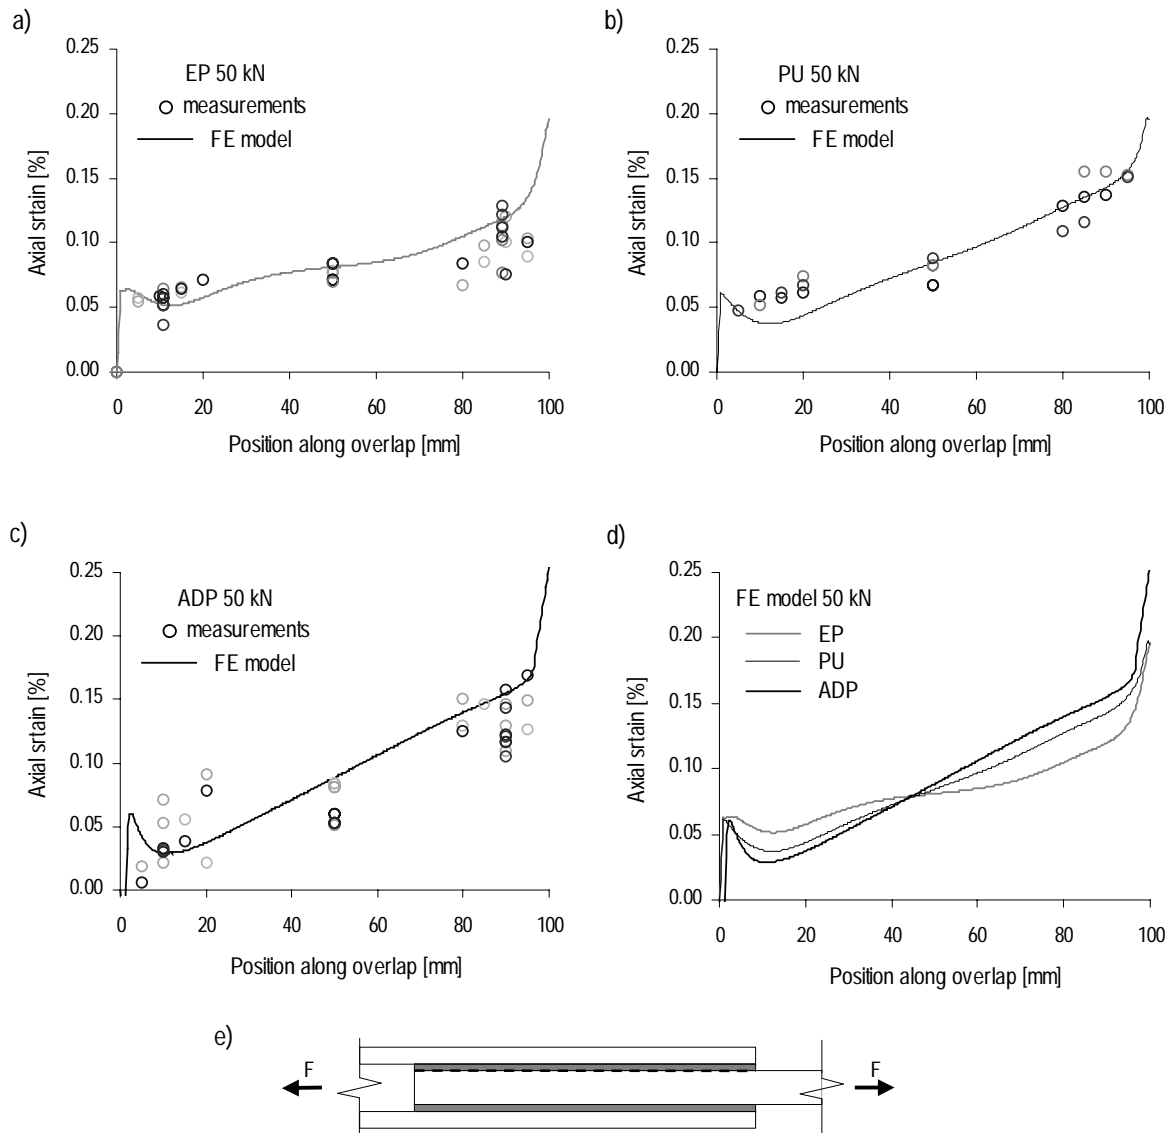 a)
0.25
0.20
0.15
0.10
0.05
0.00
Axial srtain [%]
EP 50 kN
measurements
FE model
0 20 40 60 80 100
Position along overlap [mm]
b)
0.25
0.20
0.15
0.10
0.05
0.00
Axial srtain [%]
PU 50 kN
measurements
FE model
0 20 40 60 80 100
Position along overlap [mm]
c)
0.25
0.20
0.15
0.10
0.05
0.00
Axial srtain [%]
ADP 50 kN
measurements
FE model
0 20 40 60 80 100
Position along overlap [mm]
d)
0.25
0.20
0.15
0.10
0.05
0.00
Axial srtain [%]
FE model 50 kN
EP
PU
ADP
0 20 40 60 80 100
Position along overlap [mm]
e)
F
F